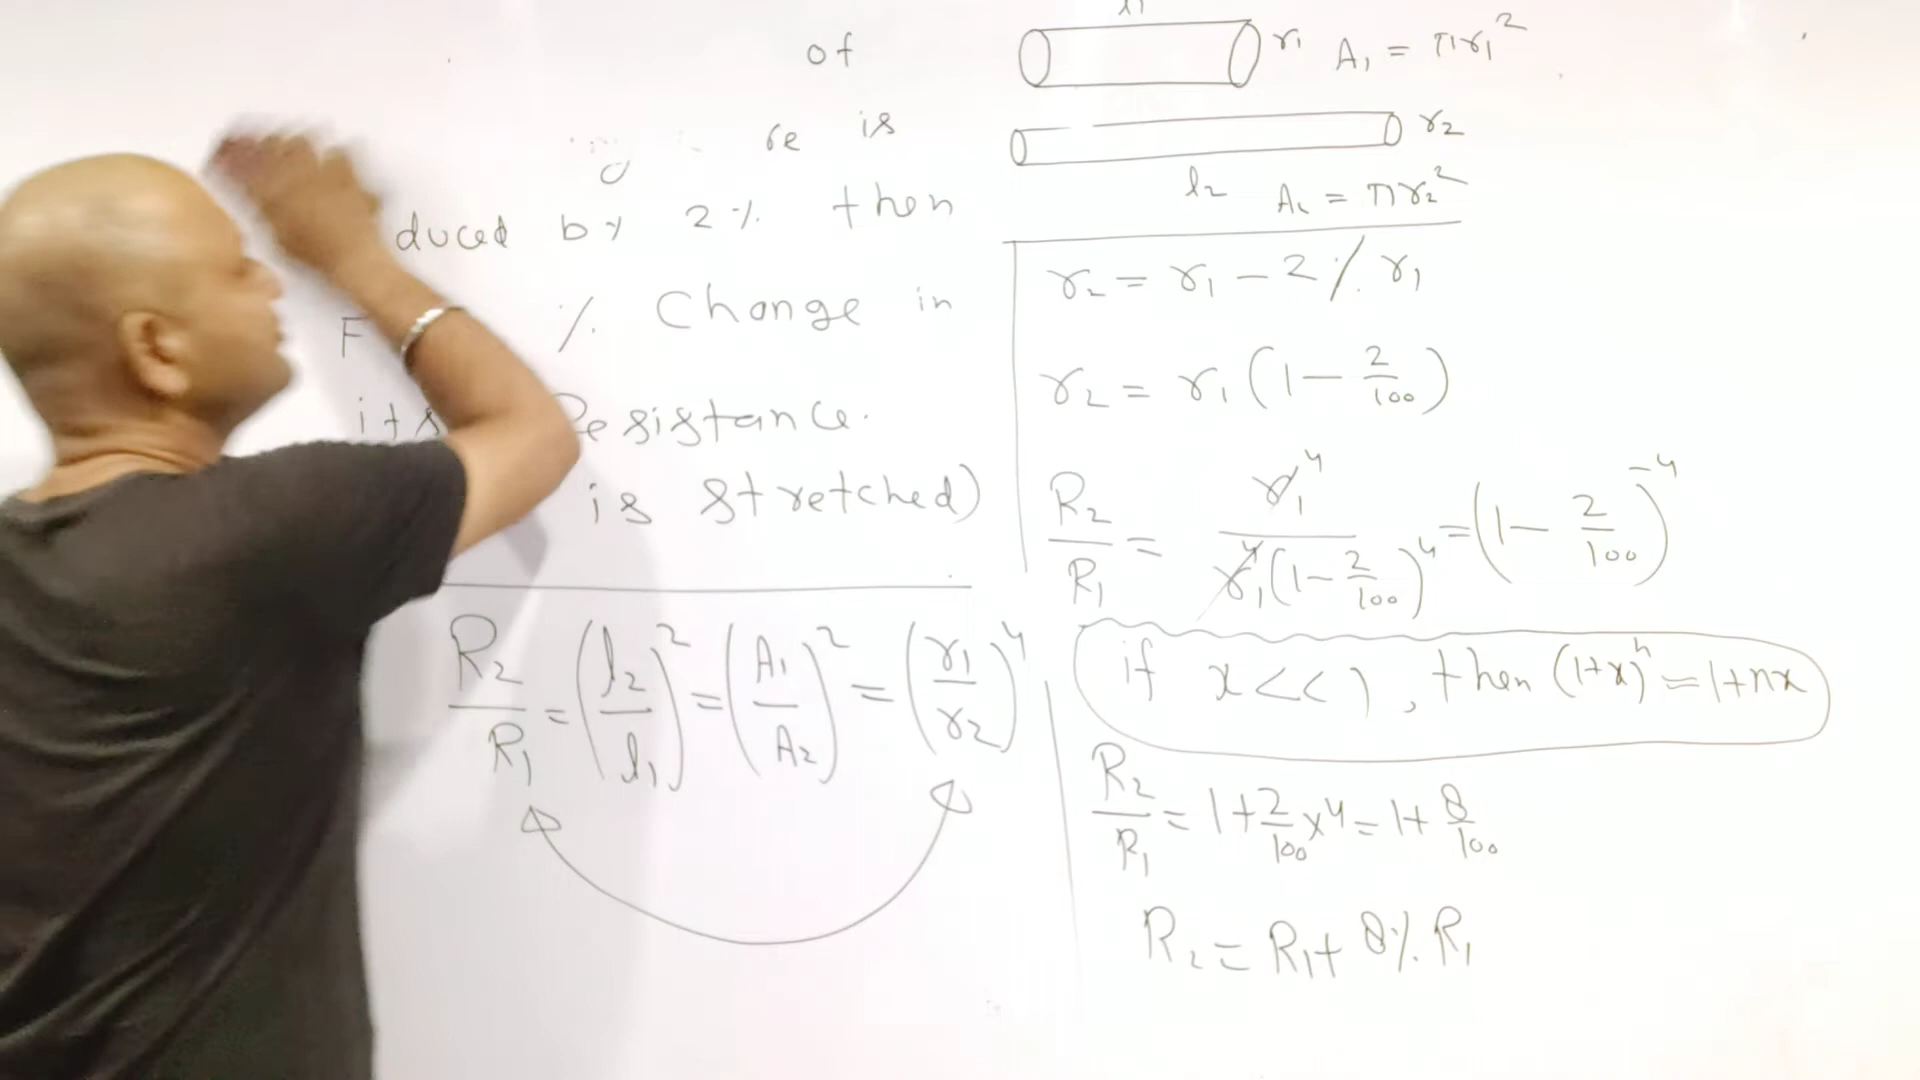 of
is
duced by 2 % then
F % Change in
its Resistance.
is stretched)
R₂/R₁ = (l₂/l₁)² = (A₁/A₂)² = (r₁/r₂)⁴
r₁ A₁ = πr₁²
r₂
l₂ A₂ = πr₂²
r₂ = r₁ - 2 % r₁
r₂ = r₁ (1 - 2/100)
R₂/R₁ = r₁⁴/r₁⁴(1 - 2/100)⁴ = (1 - 2/100)⁻⁴
if x << 1, then (1+x)ⁿ = 1+nx
R₂/R₁ = 1 + 2/100 x 4 = 1 + 8/100
R₂ = R₁ + 8% R₁